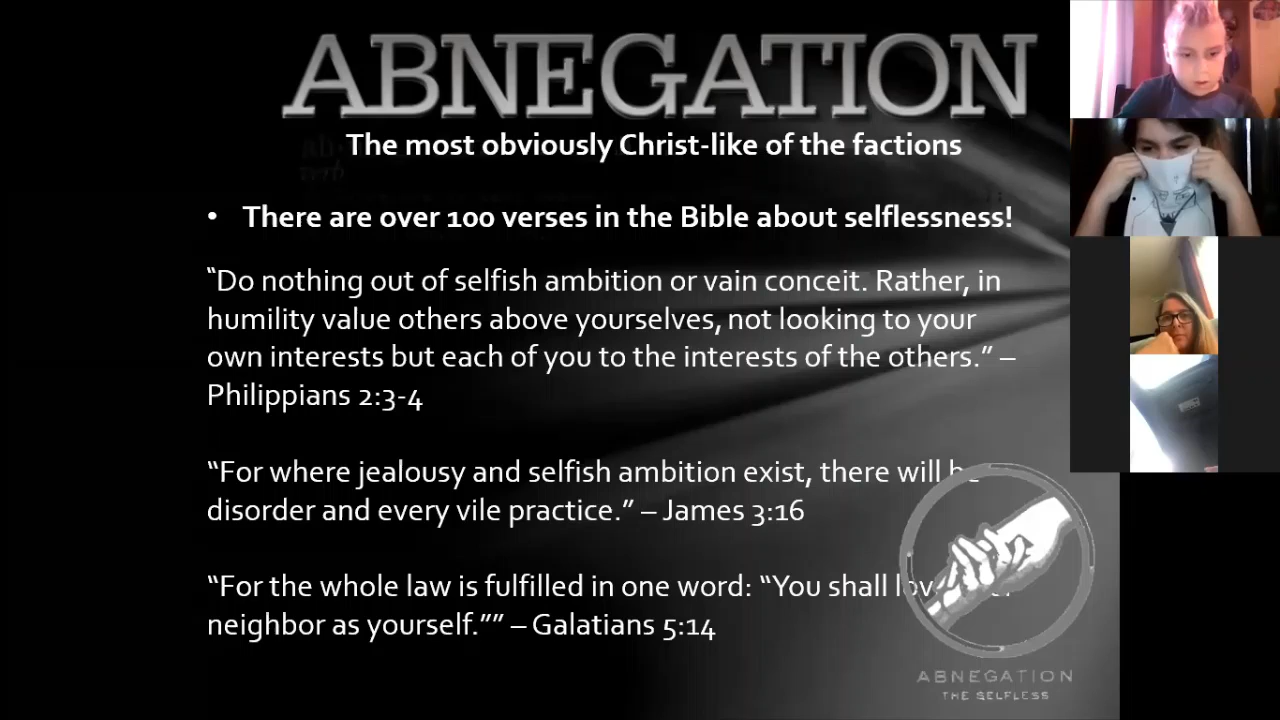 ABNEGATION
The most obviously Christ-like of the factions
• There are over 100 verses in the Bible about selflessness!
“Do nothing out of selfish ambition or vain conceit. Rather, in
humility value others above yourselves, not looking to your
own interests but each of you to the interests of the others.” –
Philippians 2:3-4
“For where jealousy and selfish ambition exist, there will be
disorder and every vile practice.” – James 3:16
“For the whole law is fulfilled in one word: “You shall
neighbor as yourself.”” – Galatians 5:14
ABNEGATION
THE SELFLESS